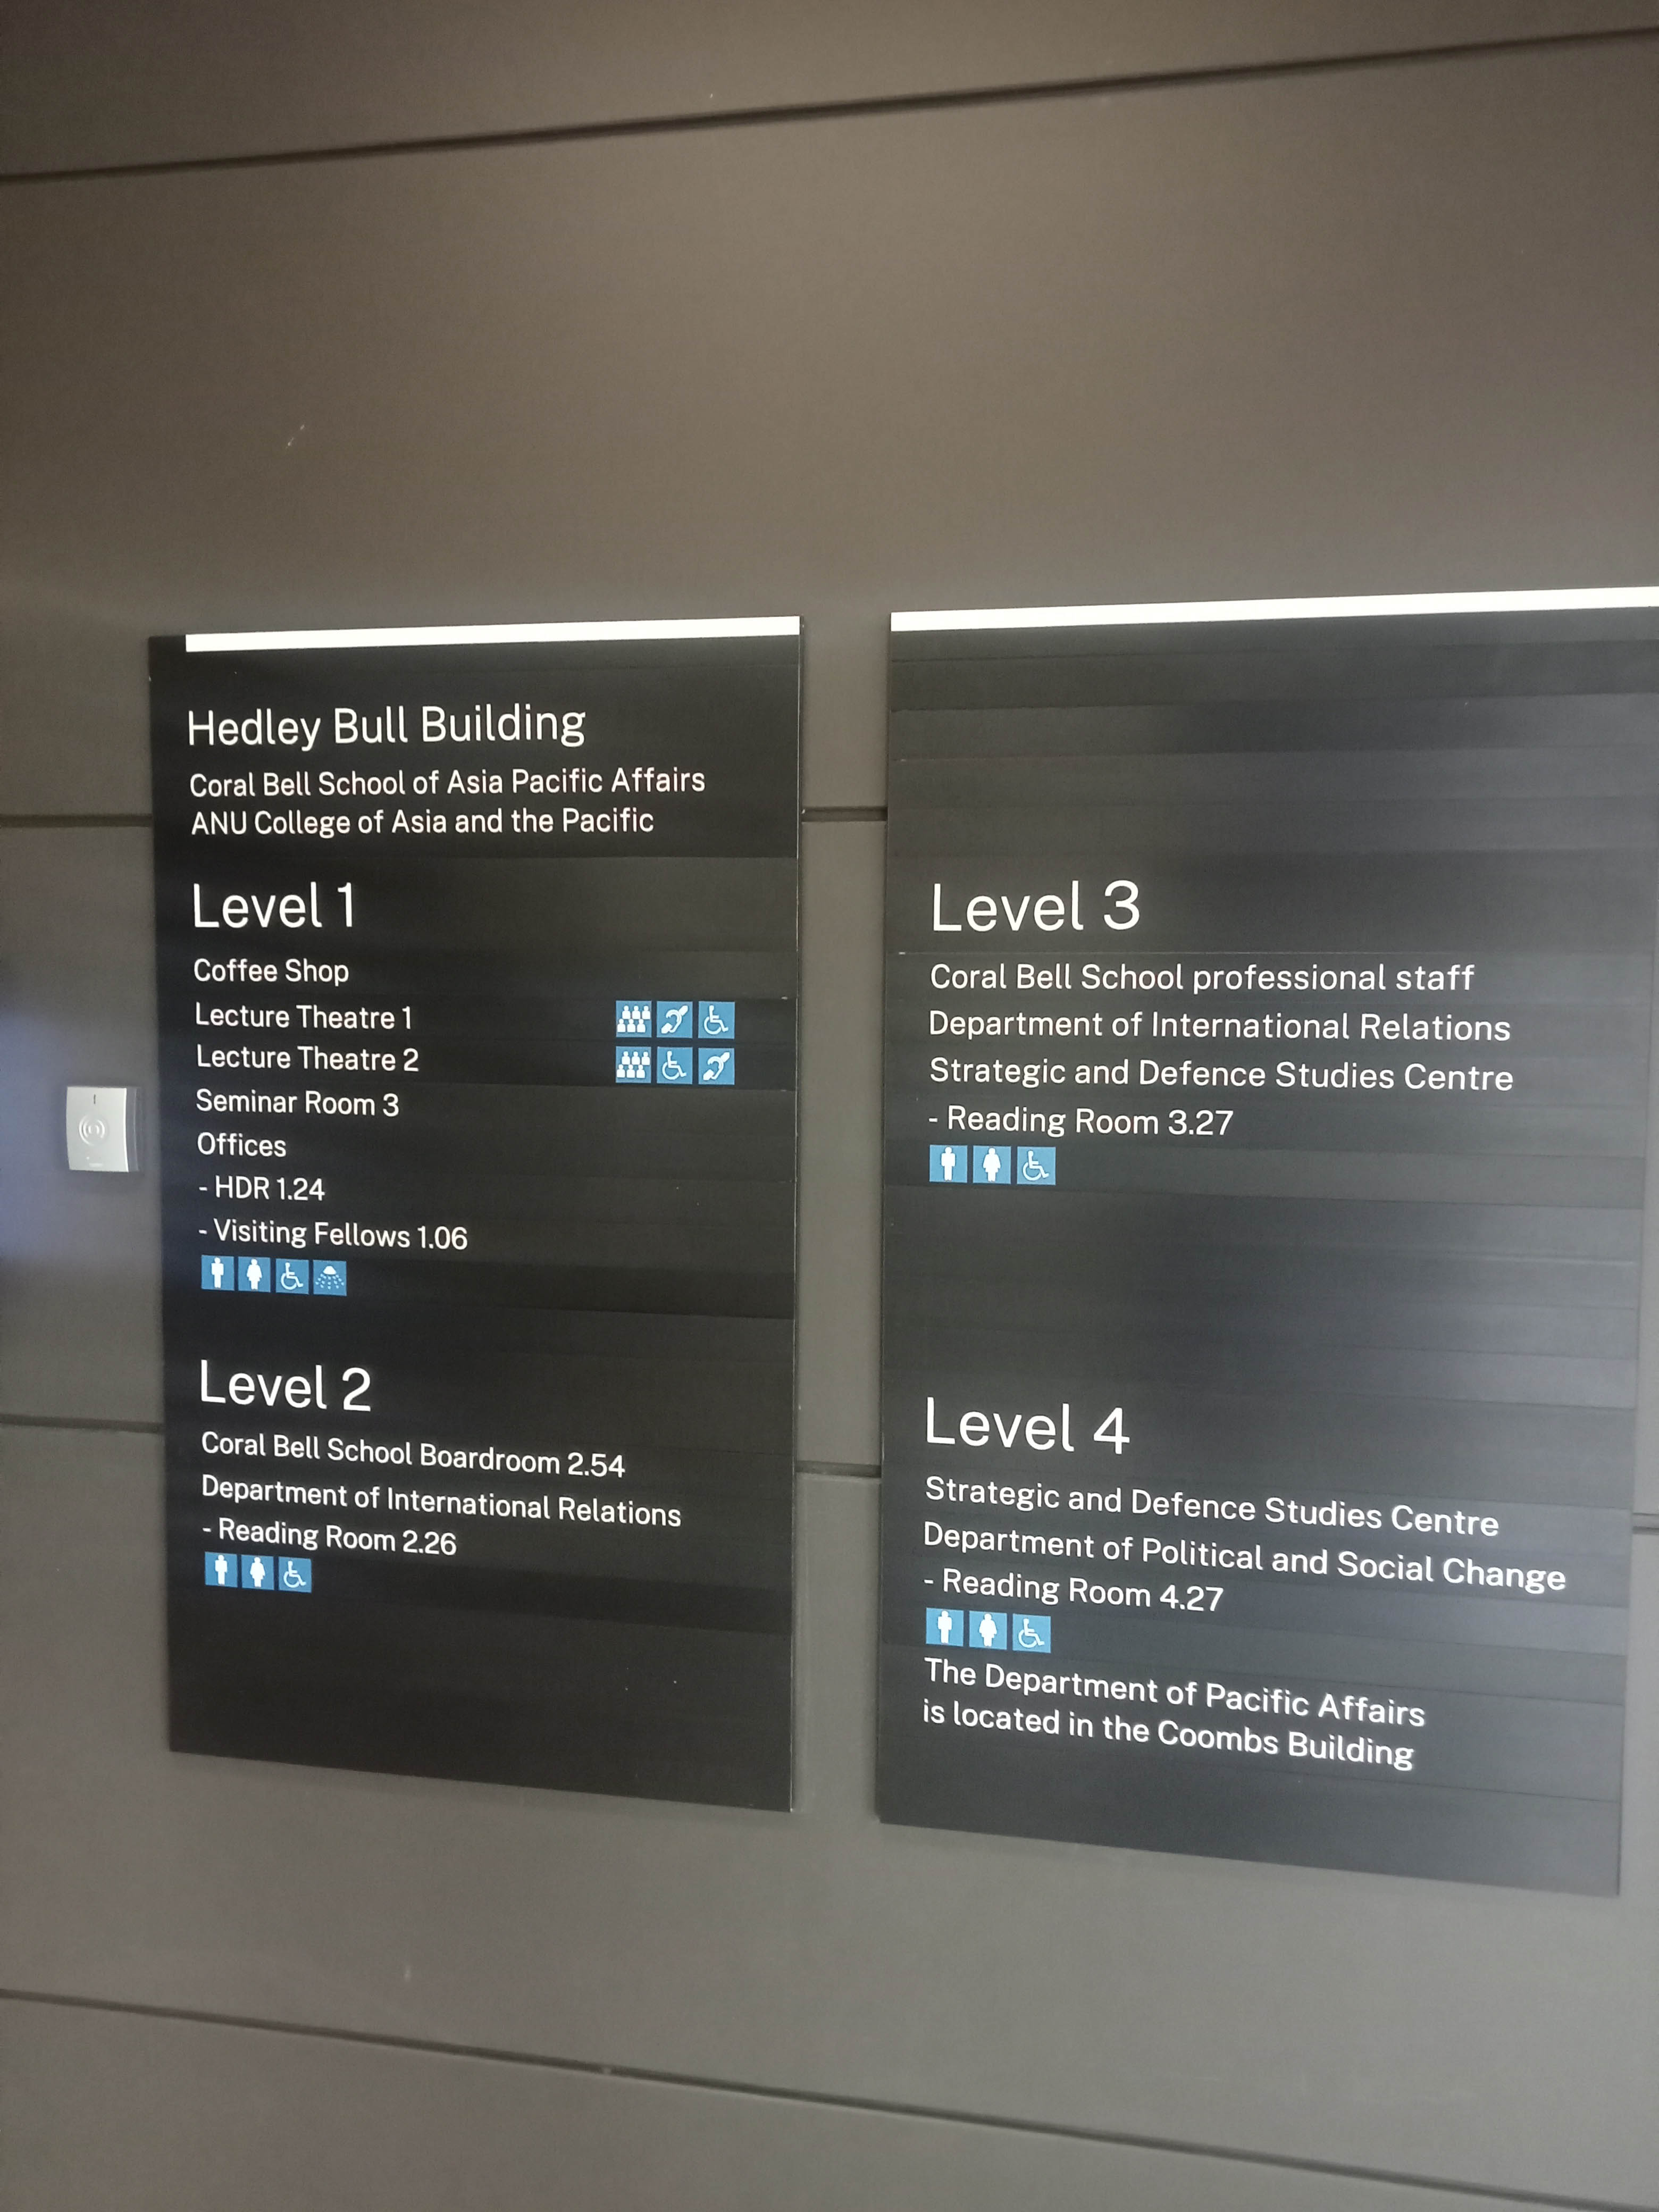 Hedley Bull Building
Coral Bell School of Asia Pacific Affairs
ANU College of Asia and the Pacific
Level 1
Coffee Shop
Lecture Theatre 1
Lecture Theatre 2
Seminar Room 3
Offices
- HDR 1.24
- Visiting Fellows 1.06
Level 2
Coral Bell School Boardroom 2.54
Department of International Relations
- Reading Room 2.26
Level 3
Coral Bell School professional staff
Department of International Relations
Strategic and Defence Studies Centre
- Reading Room 3.27
Level 4
Strategic and Defence Studies Centre
Department of Political and Social Change
- Reading Room 4.27
The Department of Pacific Affairs
is located in the Coombs Building